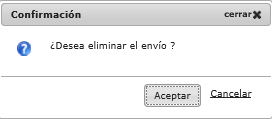 Confirmación cerrar
¿Desea eliminar el envío ?
Aceptar Cancelar